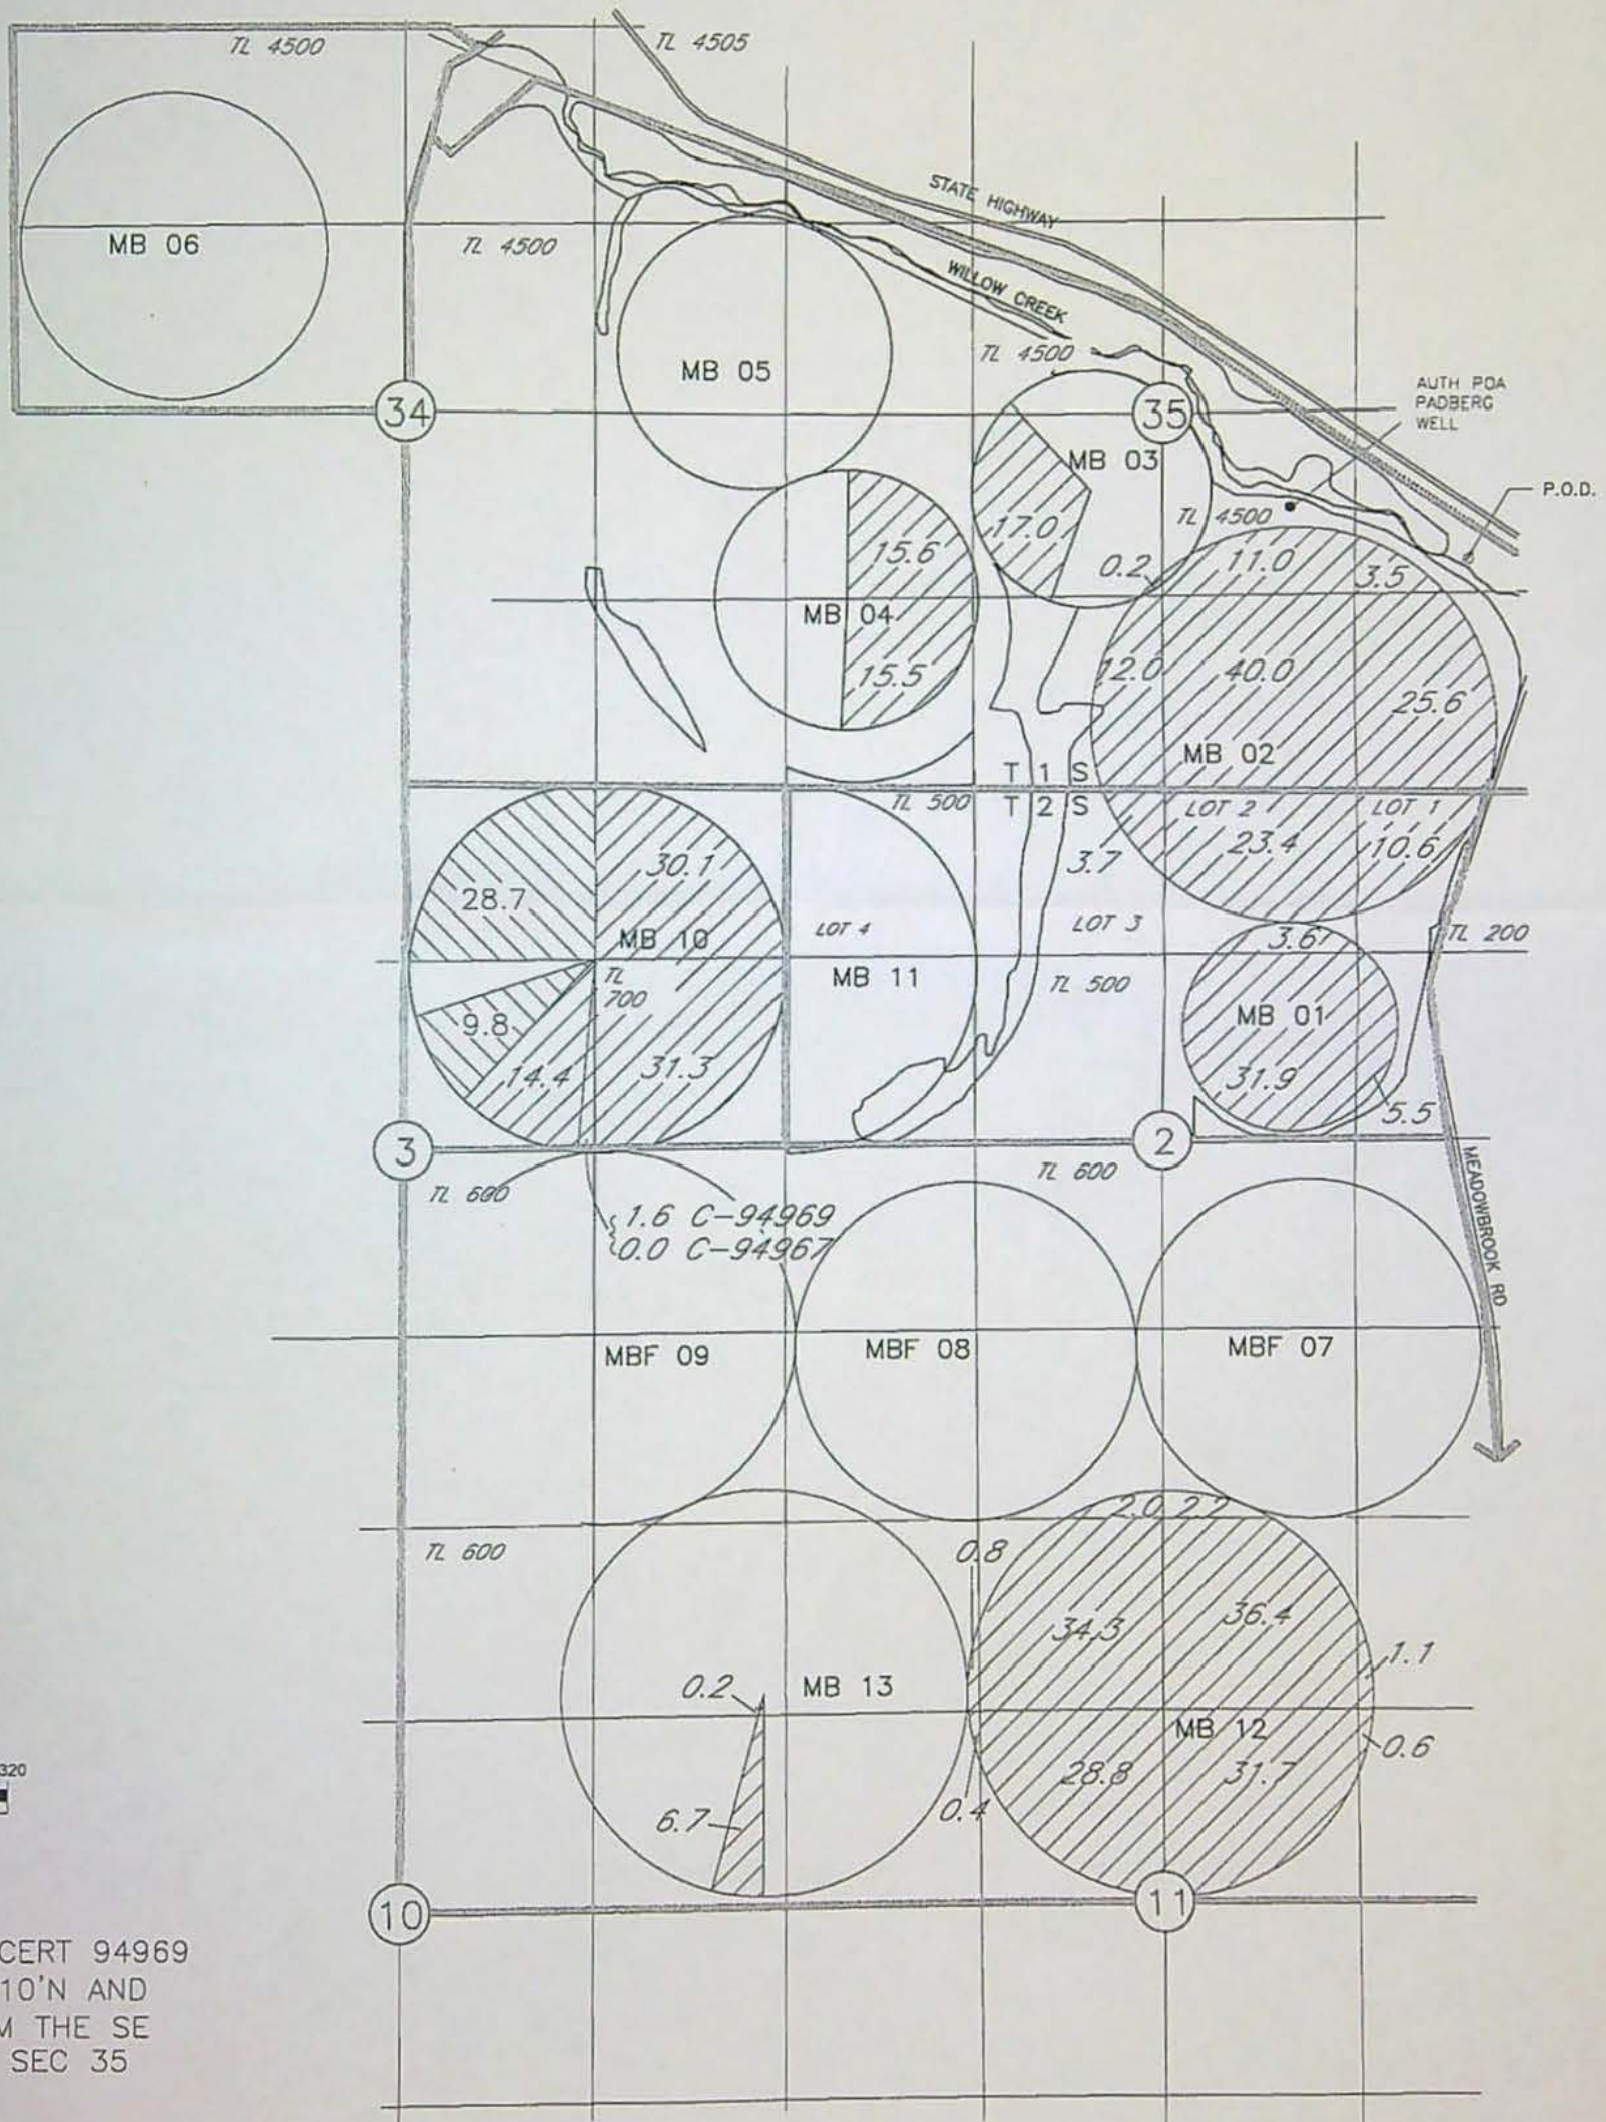 TL 4500
TL 4505
STATE HIGHWAY
MB 06
TL 4500
WILLOW CREEK
TL 4500
MB 05
AUTH POA
PADBERG
WELL
34
35
MB 03
P.O.D.
17.0
TL 4500
15.6
0.2
11.0
3.5
MB 04
15.5
12.0
40.0
25.6
MB 02
T 1 S
T 2 S
TL 500
LOT 2
LOT 1
3.7
23.4
10.6
30.1
28.7
MB 10
LOT 4
LOT 3
3.6
TL 200
TL
700
MB 11
TL 500
MB 01
9.8
14.4
31.3
31.9
5.5
3
2
MEADOWBROOK RD
TL 600
TL 600
1.6 C-94969
0.0 C-94967
MBF 09
MBF 08
MBF 07
2.0
2.2
TL 600
0.8
34.3
36.4
1.1
0.2
MB 13
MB 12
0.6
28.8
31.7
0.4
6.7
320
10
11
CERT 94969
10'N AND
M THE SE
SEC 35